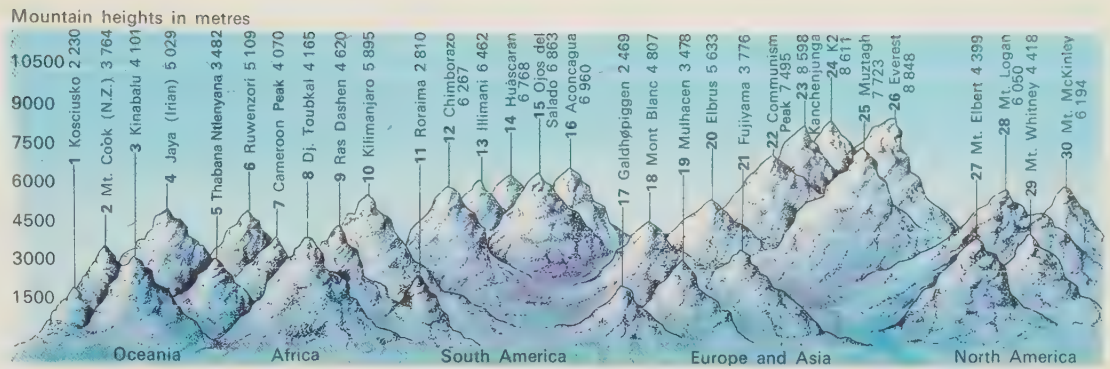 Mountain heights in metres
10500
9000
7500
6000
4500
3000
1500
1 Kosciusko 2 230
2 Mt. Cook (N.Z.) 3 764
3 Kinabalu 4 101
4 Jaya (Irian) 5 029
5 Thabana Ntlenyana 3 482
6 Ruwenzori 5 109
7 Cameroon Peak 4 070
8 Dj. Toubkal 4 165
9 Ras Dashen 4 620
10 Kilimanjaro 5 895
11 Roraima 2 810
12 Chimborazo
6 267
13 Illimani 6 462
14 Huàscaran
6 768
15 Ojos del
Salado 6 863
16 Aconcagua
6 960
17 Galdhøpiggen 2 469
18 Mont Blanc 4 807
19 Mulhacen 3 478
20 Elbrus 5 633
21 Fujiyama 3 776
22 Communism
Peak 7 495
23 8 598
Kanchenjunga
24 K2
8 611
25 Muztagh
7 723
26 Everest
8 848
27 Mt. Elbert 4 399
28 Mt. Logan
6 050
29 Mt. Whitney 4 418
30 Mt. McKinley
6 194
Oceania
Africa
South America
Europe and Asia
North America